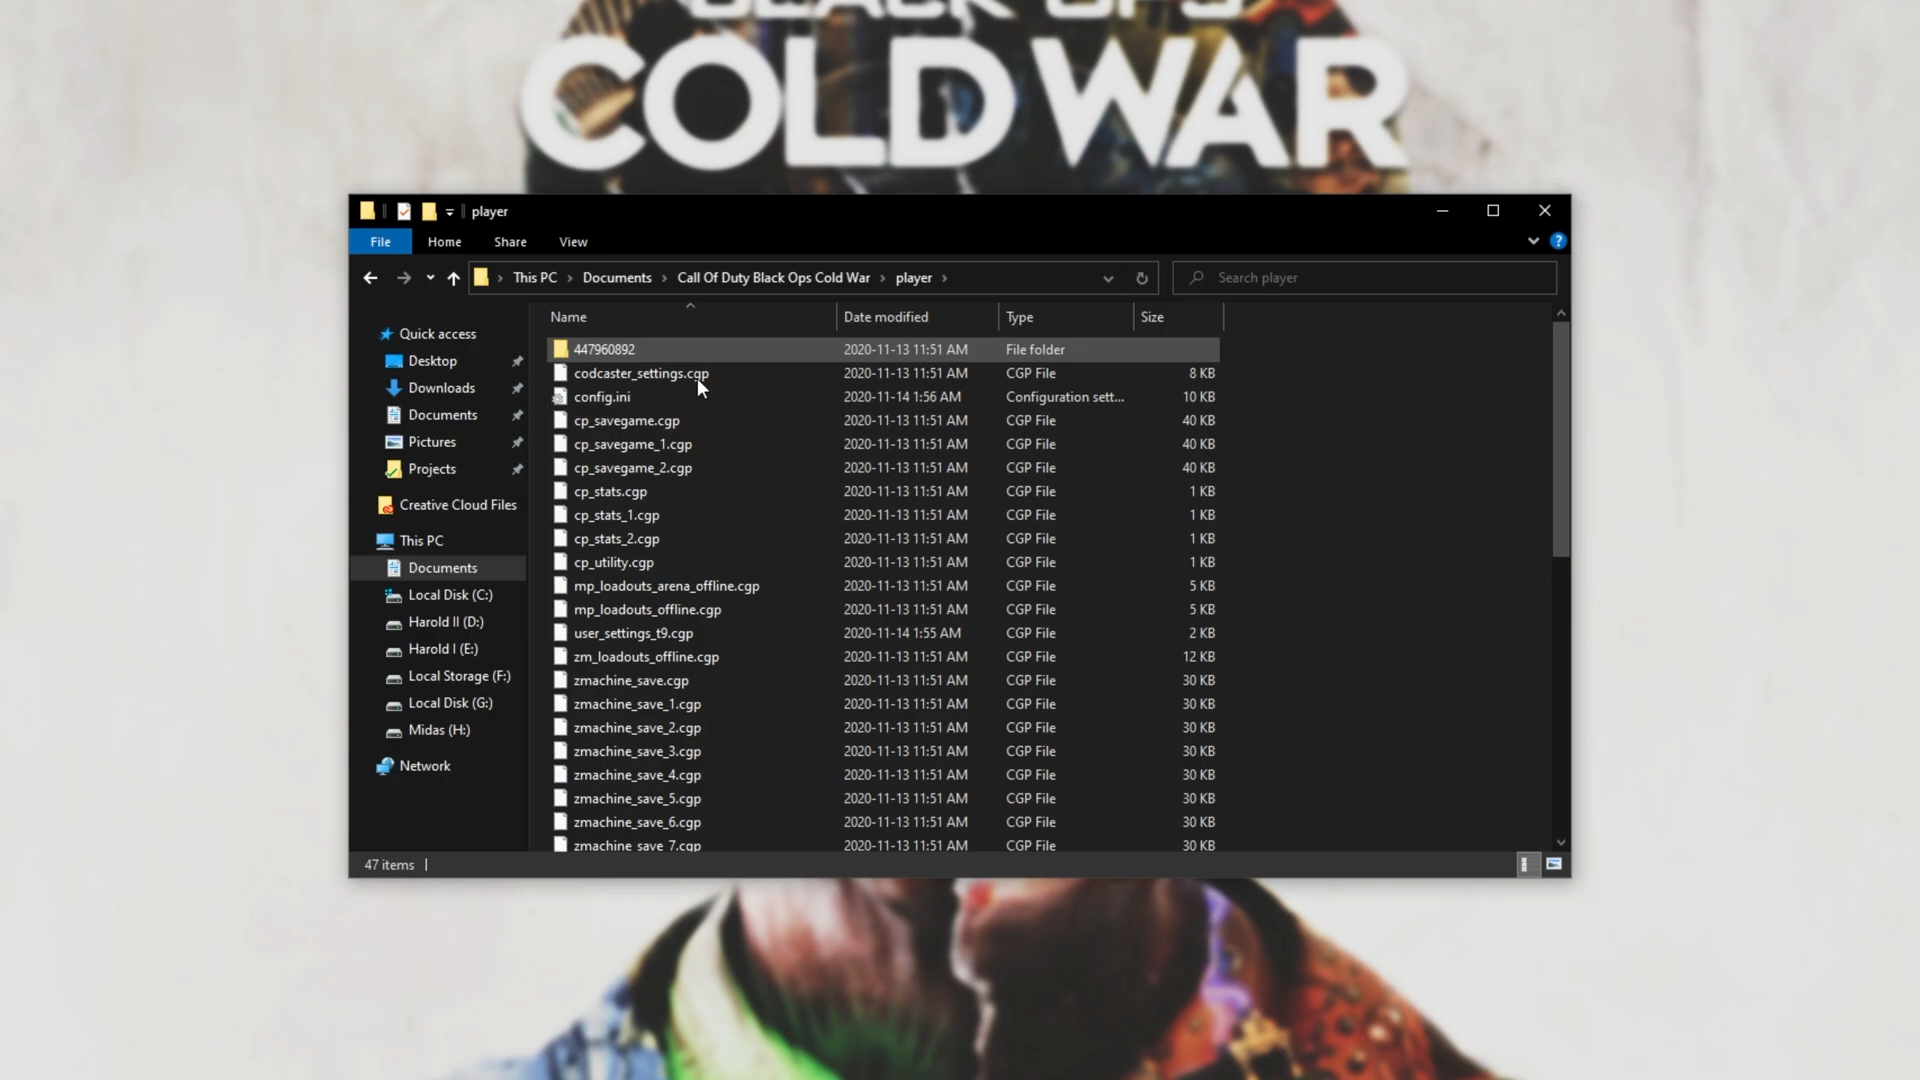 BLACK OPS
COLD WAR
player
File Home Share View
This PC Documents Call Of Duty Black Ops Cold War player Search player
Name Date modified Type Size
Quick access
Desktop
Downloads
Documents
Pictures
Projects
Creative Cloud Files
This PC
Documents
Local Disk (C:)
Harold II (D:)
Harold I (E:)
Local Storage (F:)
Local Disk (G:)
Midas (H:)
Network
447960892 2020-11-13 11:51 AM File folder
codcaster_settings.cgp 2020-11-13 11:51 AM CGP File 8 KB
config.ini 2020-11-14 1:56 AM Configuration sett... 10 KB
cp_savegame.cgp 2020-11-13 11:51 AM CGP File 40 KB
cp_savegame_1.cgp 2020-11-13 11:51 AM CGP File 40 KB
cp_savegame_2.cgp 2020-11-13 11:51 AM CGP File 40 KB
cp_stats.cgp 2020-11-13 11:51 AM CGP File 1 KB
cp_stats_1.cgp 2020-11-13 11:51 AM CGP File 1 KB
cp_stats_2.cgp 2020-11-13 11:51 AM CGP File 1 KB
cp_utility.cgp 2020-11-13 11:51 AM CGP File 1 KB
mp_loadouts_arena_offline.cgp 2020-11-13 11:51 AM CGP File 5 KB
mp_loadouts_offline.cgp 2020-11-13 11:51 AM CGP File 5 KB
user_settings_t9.cgp 2020-11-14 1:55 AM CGP File 2 KB
zm_loadouts_offline.cgp 2020-11-13 11:51 AM CGP File 12 KB
zmachine_save.cgp 2020-11-13 11:51 AM CGP File 30 KB
zmachine_save_1.cgp 2020-11-13 11:51 AM CGP File 30 KB
zmachine_save_2.cgp 2020-11-13 11:51 AM CGP File 30 KB
zmachine_save_3.cgp 2020-11-13 11:51 AM CGP File 30 KB
zmachine_save_4.cgp 2020-11-13 11:51 AM CGP File 30 KB
zmachine_save_5.cgp 2020-11-13 11:51 AM CGP File 30 KB
zmachine_save_6.cgp 2020-11-13 11:51 AM CGP File 30 KB
zmachine_save_7.cgp 2020-11-13 11:51 AM CGP File 30 KB
47 items